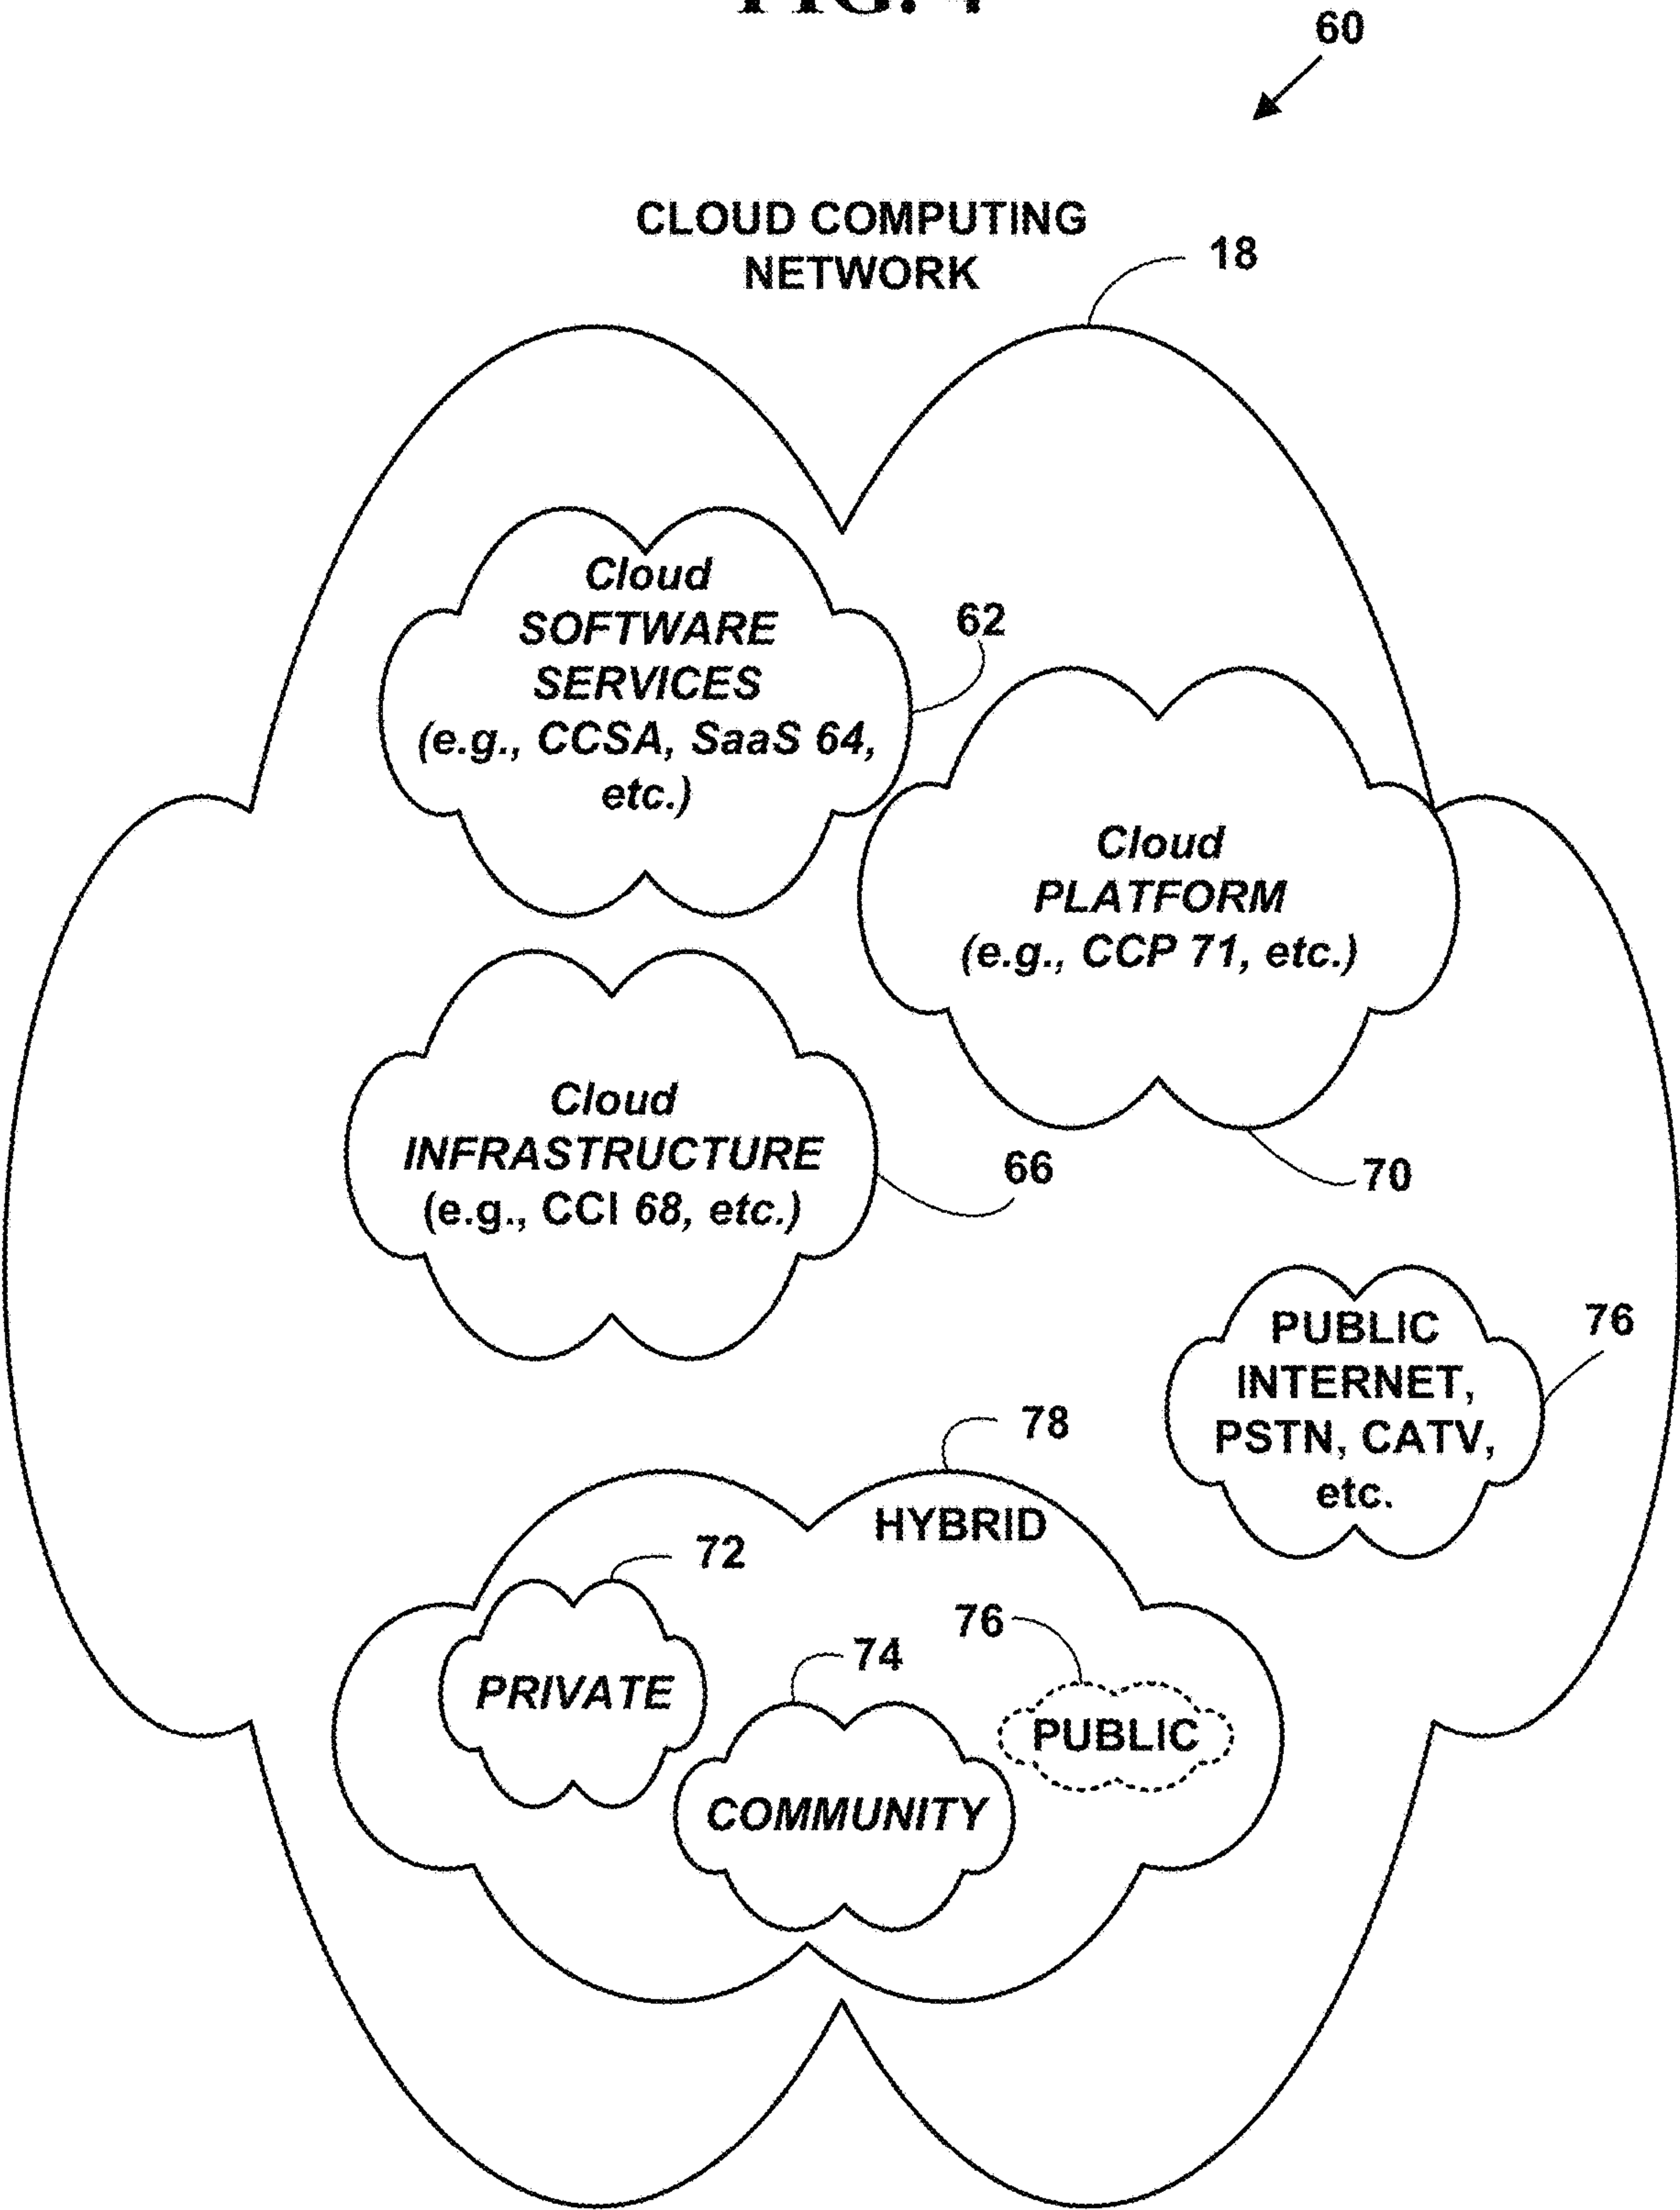 FIG. 4
60
CLOUD COMPUTING
NETWORK
18
Cloud
SOFTWARE
SERVICES
(e.g., CCSA, SaaS 64,
etc.)
62
Cloud
PLATFORM
(e.g., CCP 71, etc.)
70
Cloud
INFRASTRUCTURE
(e.g., CCI 68, etc.)
66
PUBLIC
INTERNET,
PSTN, CATV,
etc.
76
78
HYBRID
72
PRIVATE
74
COMMUNITY
76
PUBLIC